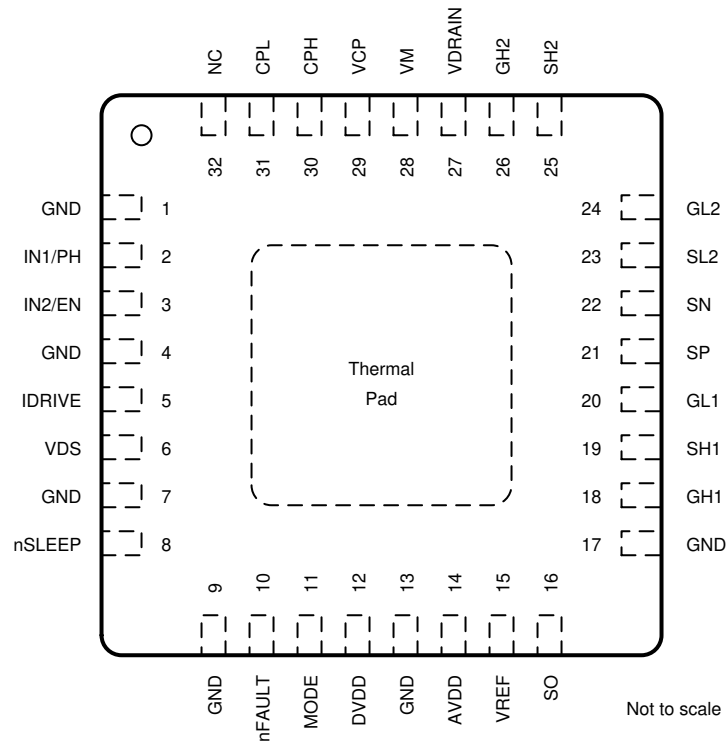 NC
CPL
CPH
VCP
VM
VDRAIN
GH2
SH2
32
31
30
29
28
27
26
25
GND 1
IN1/PH 2
IN2/EN 3
GND 4
IDRIVE 5
VDS 6
GND 7
nSLEEP 8
Thermal
Pad
24 GL2
23 SL2
22 SN
21 SP
20 GL1
19 SH1
18 GH1
17 GND
9
10
11
12
13
14
15
16
GND
nFAULT
MODE
DVDD
GND
AVDD
VREF
SO
Not to scale